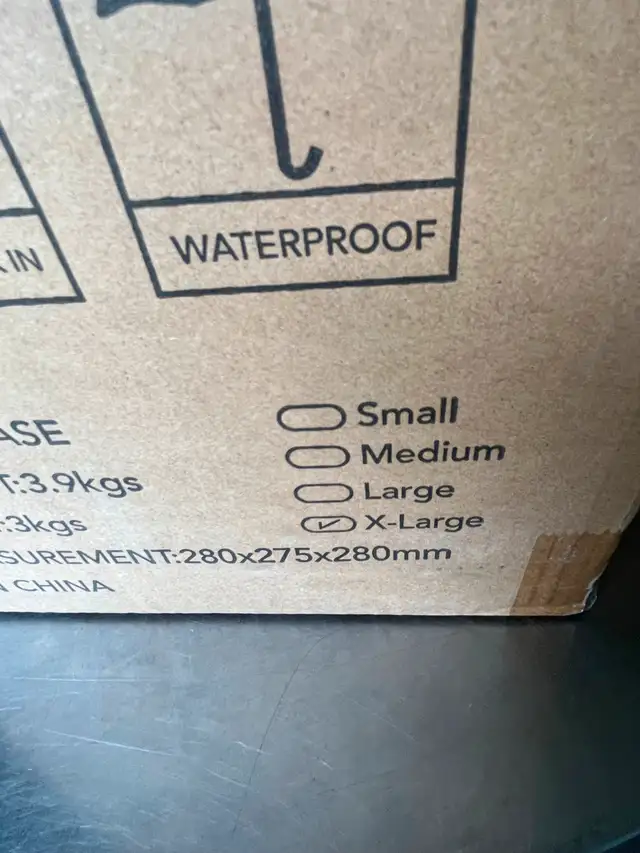 WATERPROOF
IN
Small
Medium
ASE
Large
T:3.9kgs
X-Large
:3kgs
SUREMENT:280x275x280mm
CHINA